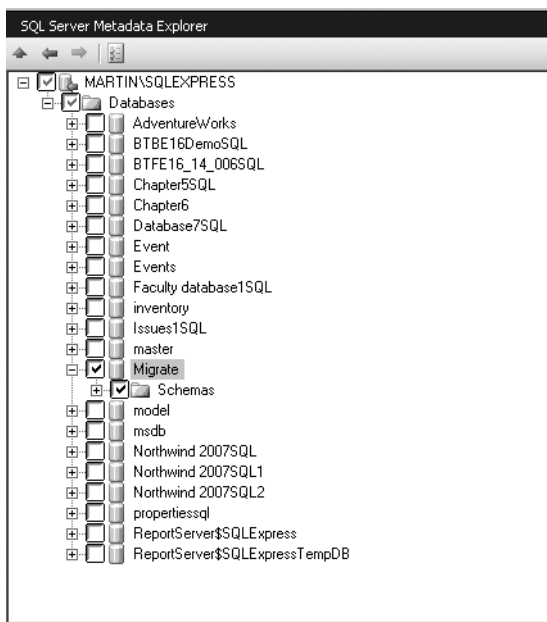 SQL Server Metadata Explorer
MARTIN\SQLEXPRESS
Databases
AdventureWorks
BTBE16DemoSQL
BTFE16_14_006SQL
Chapter5SQL
Chapter6
Database7SQL
Event
Events
Faculty database1SQL
inventory
Issues1SQL
master
Migrate
Schemas
model
msdb
Northwind 2007SQL
Northwind 2007SQL1
Northwind 2007SQL2
propertiessql
ReportServer$SQLExpress
ReportServer$SQLExpressTempDB